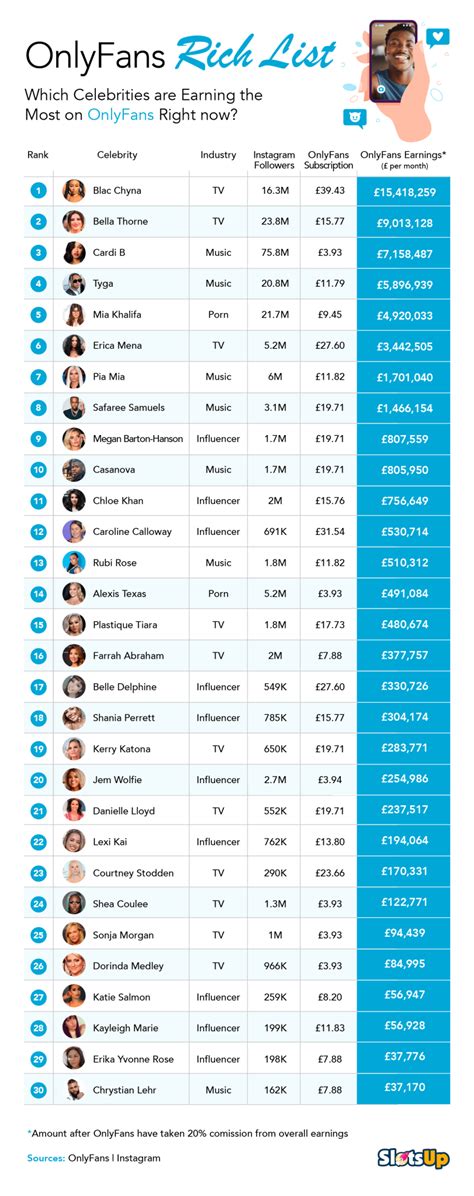 OnlyFans Rich List
Which Celebrities are Earning the
Most on OnlyFans Right now?
Rank Celebrity Industry Instagram Followers OnlyFans Subscription OnlyFans Earnings* (£ per month)
1 Blac Chyna TV 16.3M £39.43 £15,418,259
2 Bella Thorne TV 23.8M £15.77 £9,013,128
3 Cardi B Music 75.8M £3.93 £7,158,487
4 Tyga Music 20.8M £11.79 £5,896,939
5 Mia Khalifa Porn 21.7M £9.45 £4,920,033
6 Erica Mena TV 5.2M £27.60 £3,442,505
7 Pia Mia Music 6M £11.82 £1,701,040
8 Safaree Samuels Music 3.1M £19.71 £1,466,154
9 Megan Barton-Hanson Influencer 1.7M £19.71 £807,559
10 Casanova Music 1.7M £19.71 £805,950
11 Chloe Khan Influencer 2M £15.76 £756,649
12 Caroline Calloway Influencer 691K £31.54 £530,714
13 Rubi Rose Music 1.8M £11.82 £510,312
14 Alexis Texas Porn 5.2M £3.93 £491,084
15 Plastique Tiara TV 1.8M £17.73 £480,674
16 Farrah Abraham TV 2M £7.88 £377,757
17 Belle Delphine Influencer 549K £27.60 £330,726
18 Shania Perrett Influencer 785K £15.77 £304,174
19 Kerry Katona TV 650K £19.71 £283,771
20 Jem Wolfie Influencer 2.7M £3.94 £254,986
21 Danielle Lloyd TV 552K £19.71 £237,517
22 Lexi Kai Influencer 762K £13.80 £194,064
23 Courtney Stodden TV 290K £23.66 £170,331
24 Shea Coulee TV 1.3M £3.93 £122,771
25 Sonja Morgan TV 1M £3.93 £94,439
26 Dorinda Medley TV 966K £3.93 £84,995
27 Katie Salmon Influencer 259K £8.20 £56,947
28 Kayleigh Marie Influencer 199K £11.83 £56,928
29 Erika Yvonne Rose Influencer 198K £7.88 £37,776
30 Chrystian Lehr Music 162K £7.88 £37,170
*Amount after OnlyFans have taken 20% comission from overall earnings
Sources: OnlyFans | Instagram
SlotsUp